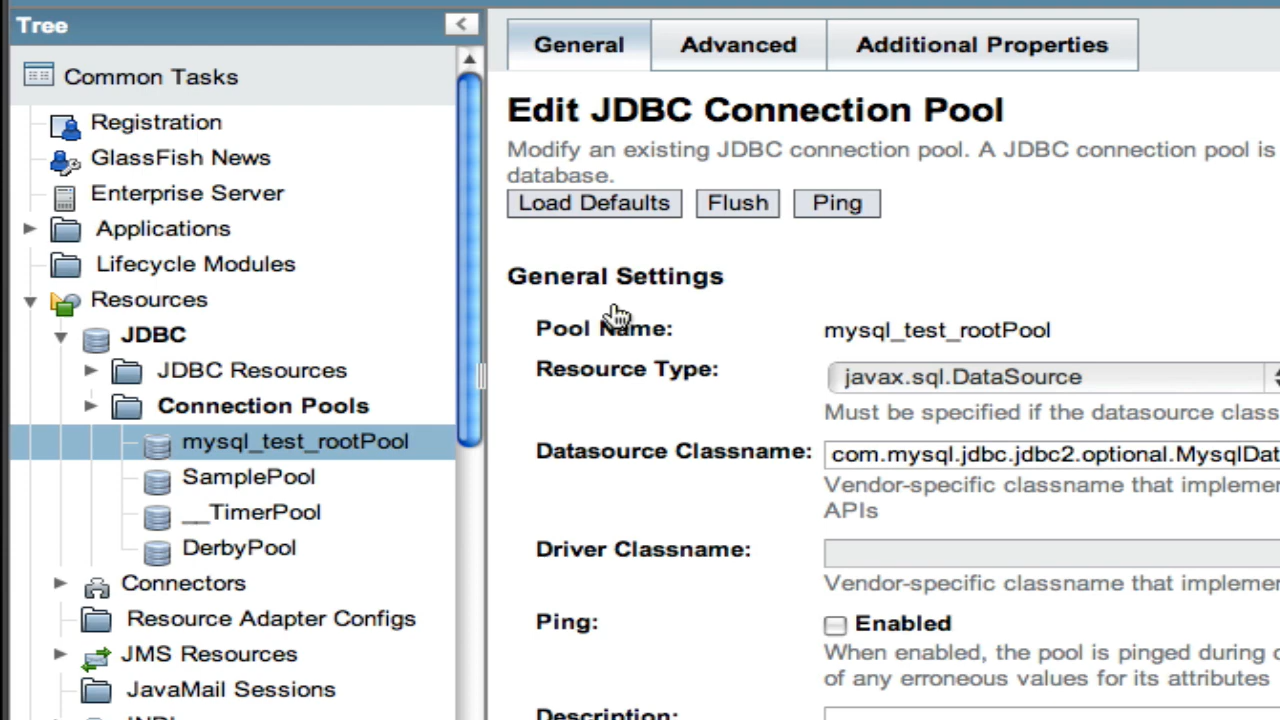 Tree
Common Tasks
Registration
GlassFish News
Enterprise Server
Applications
Lifecycle Modules
Resources
JDBC
JDBC Resources
Connection Pools
mysql_test_rootPool
SamplePool
__TimerPool
DerbyPool
Connectors
Resource Adapter Configs
JMS Resources
JavaMail Sessions
General
Advanced
Additional Properties
Edit JDBC Connection Pool
Modify an existing JDBC connection pool. A JDBC connection pool is
database.
Load Defaults
Flush
Ping
General Settings
Pool Name:
mysql_test_rootPool
Resource Type:
javax.sql.DataSource
Must be specified if the datasource class
Datasource Classname:
com.mysql.jdbc.jdbc2.optional.MysqlDat
Vendor-specific classname that implemen
APIs
Driver Classname:
Vendor-specific classname that implemen
Ping:
Enabled
When enabled, the pool is pinged during
of any erroneous values for its attributes
Description: